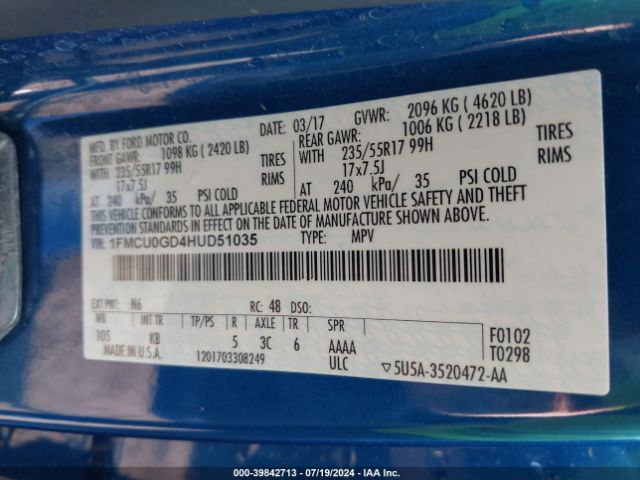 MFD. BY FORD MOTOR CO.
DATE: 03/17 GVWR: 2096 KG ( 4620 LB)
FRONT GAWR: 1098 KG ( 2420 LB) REAR GAWR: 1006 KG ( 2218 LB)
WITH 235/55R17 99H TIRES WITH 235/55R17 99H TIRES
17x7.5J RIMS 17x7.5J RIMS
AT 240 kPa/ 35 PSI COLD AT 240 kPa/ 35 PSI COLD
THIS VEHICLE CONFORMS TO ALL APPLICABLE FEDERAL MOTOR VEHICLE SAFETY AND THEFT
PREVENTION STANDARDS IN EFFECT ON THE DATE OF MANUFACTURE SHOWN ABOVE.
VIN: 1FMCU0GD4HUD51035 TYPE: MPV
EXT PNT: N6 RC: 48 DSO:
WB INT TR TP/PS R AXLE TR SPR
105 KB 5 3C 6 AAAA
F0102
T0298
MADE IN U.S.A. 1201703308249 ULC ▽5U5A-3520472-AA
000-39842713 - 07/19/2024 - IAA Inc.